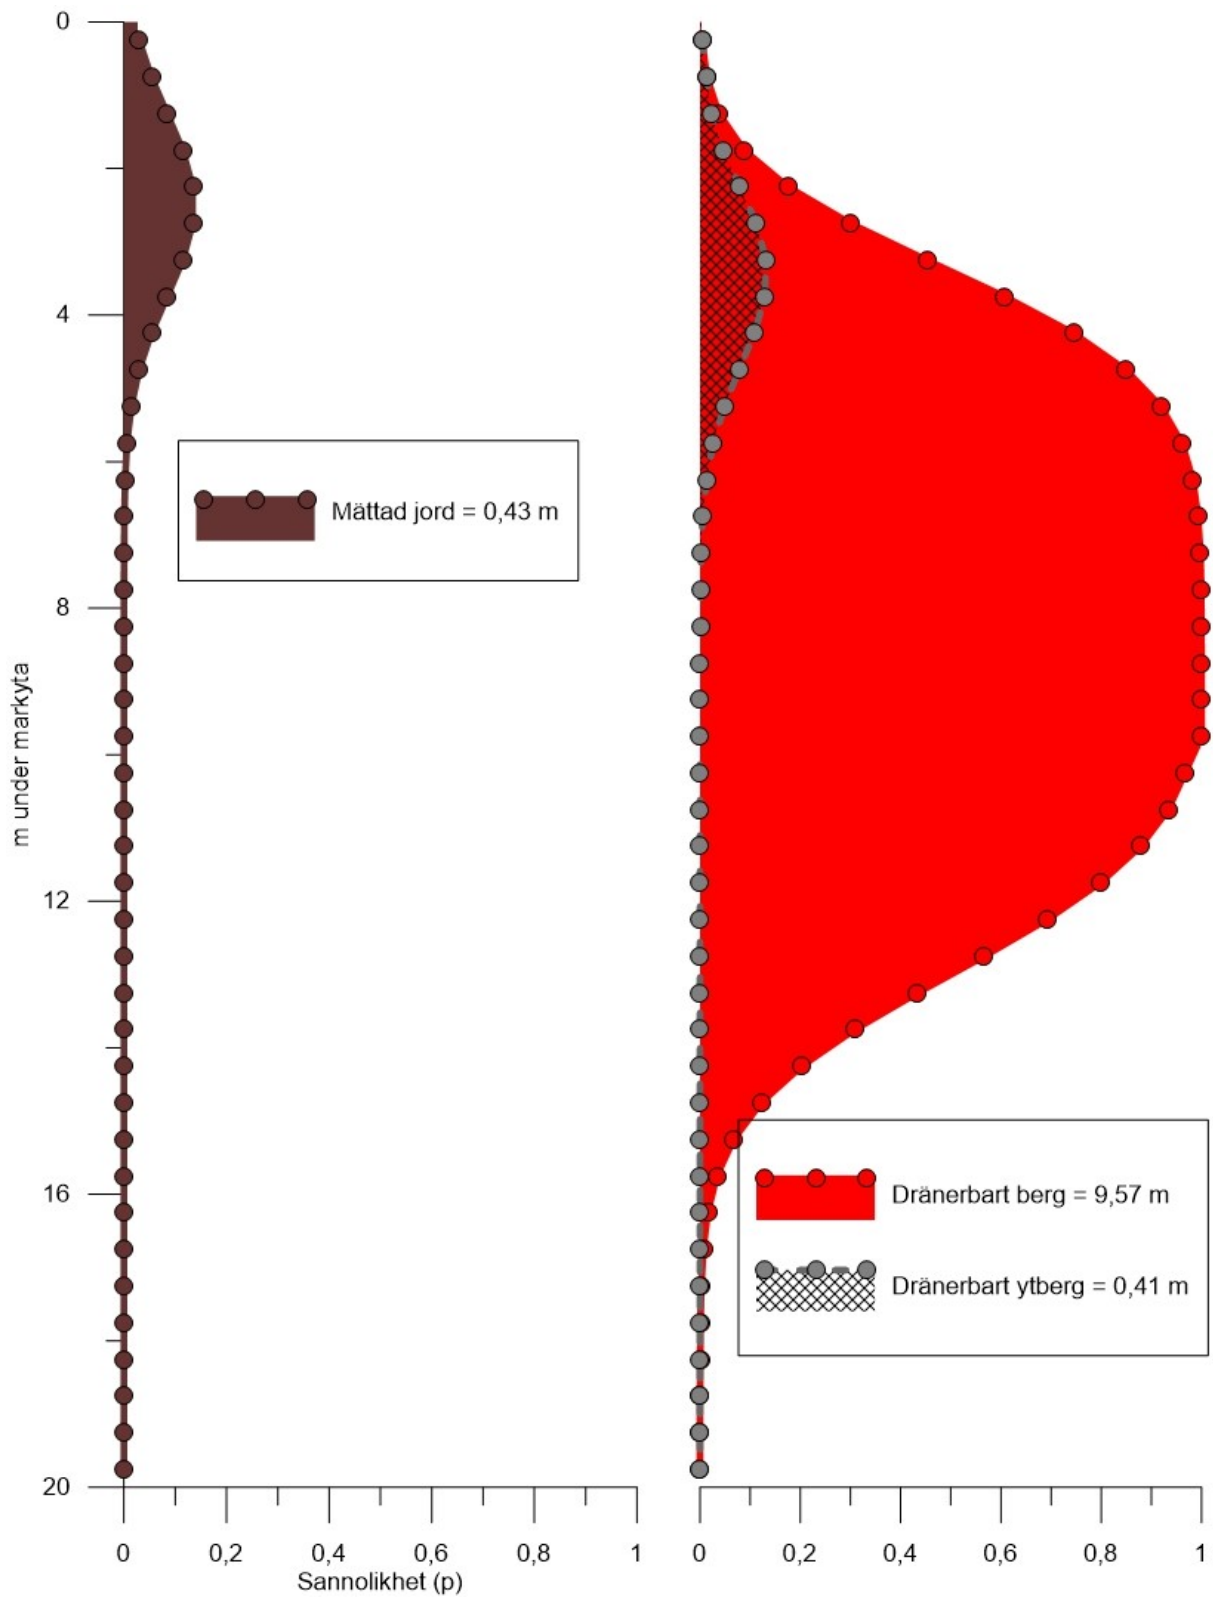 0
4
8
12
16
20
m under markyta
Mättad jord = 0,43 m
Dränerbart berg = 9,57 m
Dränerbart ytberg = 0,41 m
0 0,2 0,4 0,6 0,8 1
Sannolikhet (p)
0 0,2 0,4 0,6 0,8 1